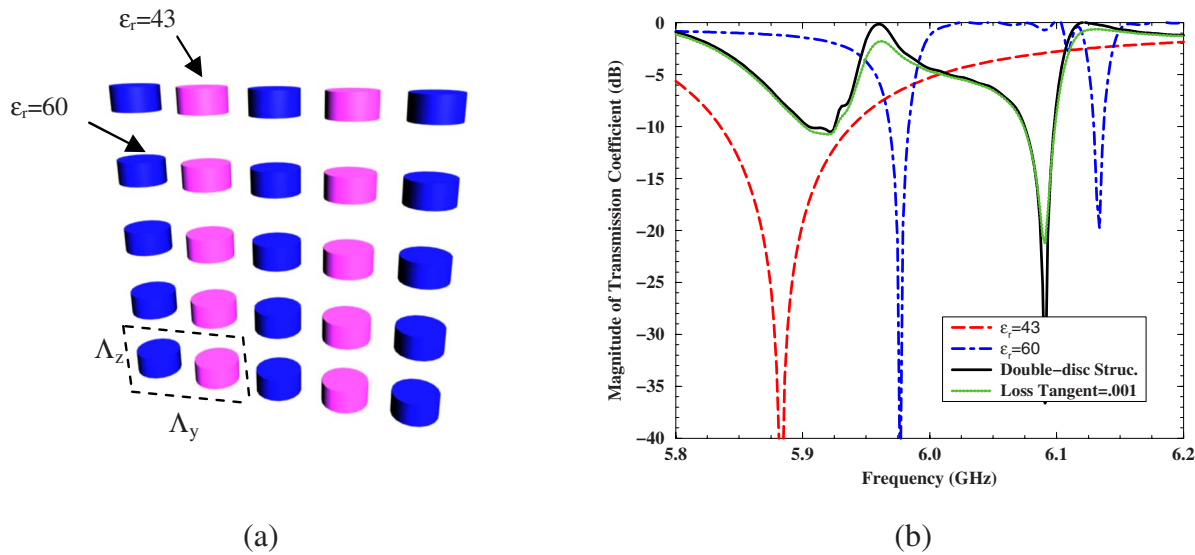 εr=43
εr=60
Λz
Λy
(a)
Magnitude of Transmission Coefficient (dB)
0
−5
−10
−15
−20
−25
−30
−35
−40
5.8
5.9
6.0
6.1
6.2
Frequency (GHz)
εr=43
εr=60
Double−disc Struc.
Loss Tangent=.001
(b)